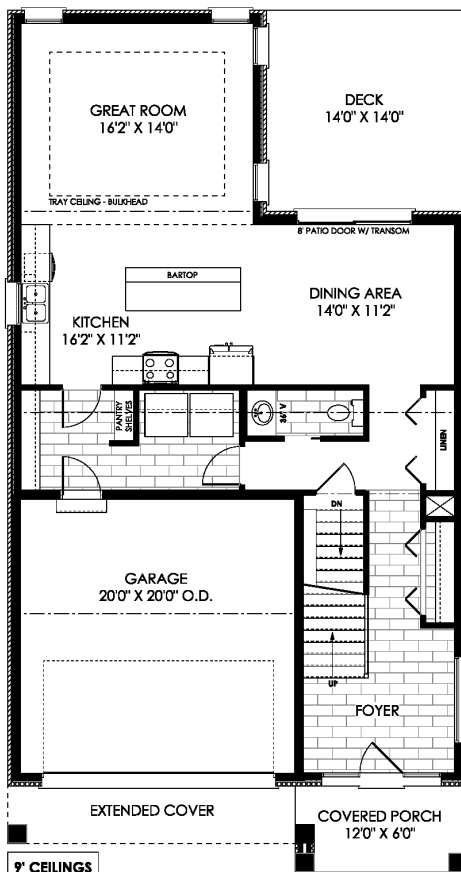 GREAT ROOM
16'2" X 14'0"
DECK
14'0" X 14'0"
TRAY CEILING - BULKHEAD
8' PATIO DOOR W/ TRANSOM
BARTOP
DINING AREA
14'0" X 11'2"
KITCHEN
16'2" X 11'2"
PANTRY
SHELVES
36" V
LINEN
DN
GARAGE
20'0" X 20'0" O.D.
UP
FOYER
EXTENDED COVER
COVERED PORCH
12'0" X 6'0"
9' CEILINGS